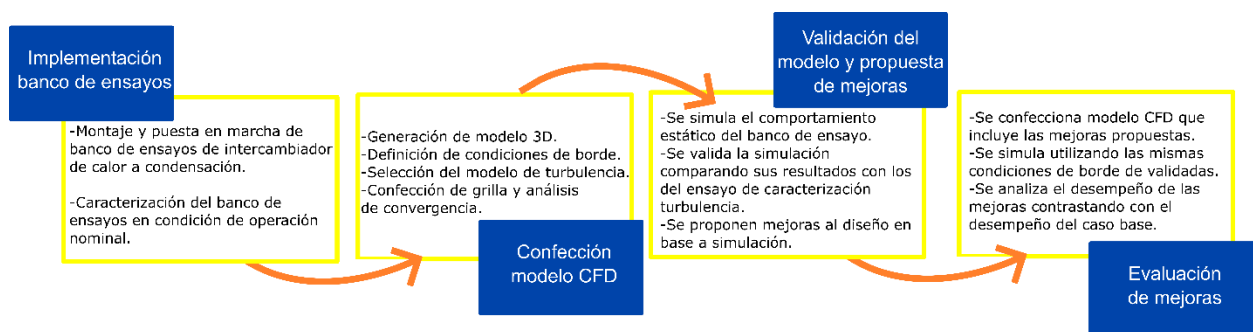 Implementación
banco de ensayos
-Montaje y puesta en marcha de
banco de ensayos de intercambiador
de calor a condensación.
-Caracterización del banco de
ensayos en condición de operación
nominal.
-Generación de modelo 3D.
-Definición de condiciones de borde.
-Selección del modelo de turbulencia.
-Confección de grilla y análisis
de convergencia.
Confección
modelo CFD
Validación del
modelo y propuesta
de mejoras
-Se simula el comportamiento
estático del banco de ensayo.
-Se valida la simulación
comparando sus resultados con los
del ensayo de caracterización
turbulencia.
-Se proponen mejoras al diseño en
base a simulación.
-Se confecciona modelo CFD que
incluye las mejoras propuestas.
-Se simula utilizando las mismas
condiciones de borde de validadas.
-Se analiza el desempeño de las
mejoras contrastando con el
desempeño del caso base.
Evaluación
de mejoras